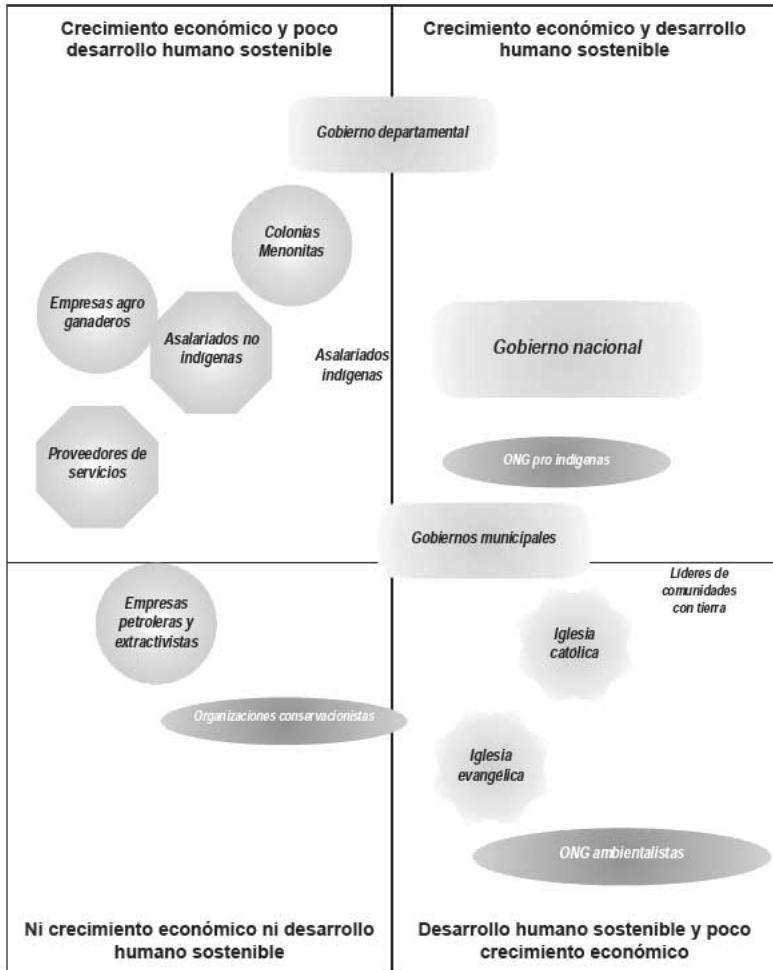 Crecimiento económico y poco
desarrollo humano sostenible
Crecimiento económico y desarrollo
humano sostenible
Gobierno departamental
Colonias
Menonitas
Empresas agro
ganaderos
Asalariados no
indígenas
Asalariados
indígenas
Gobierno nacional
Proveedores de
servicios
ONG pro indígenas
Gobiernos municipales
Empresas
petroleras y
extractivistas
Líderes de
comunidades
con tierra
Iglesia
católica
Organizaciones conservacionistas
Iglesia
evangélica
ONG ambientalistas
Ni crecimiento económico ni desarrollo
humano sostenible
Desarrollo humano sostenible y poco
crecimiento económico